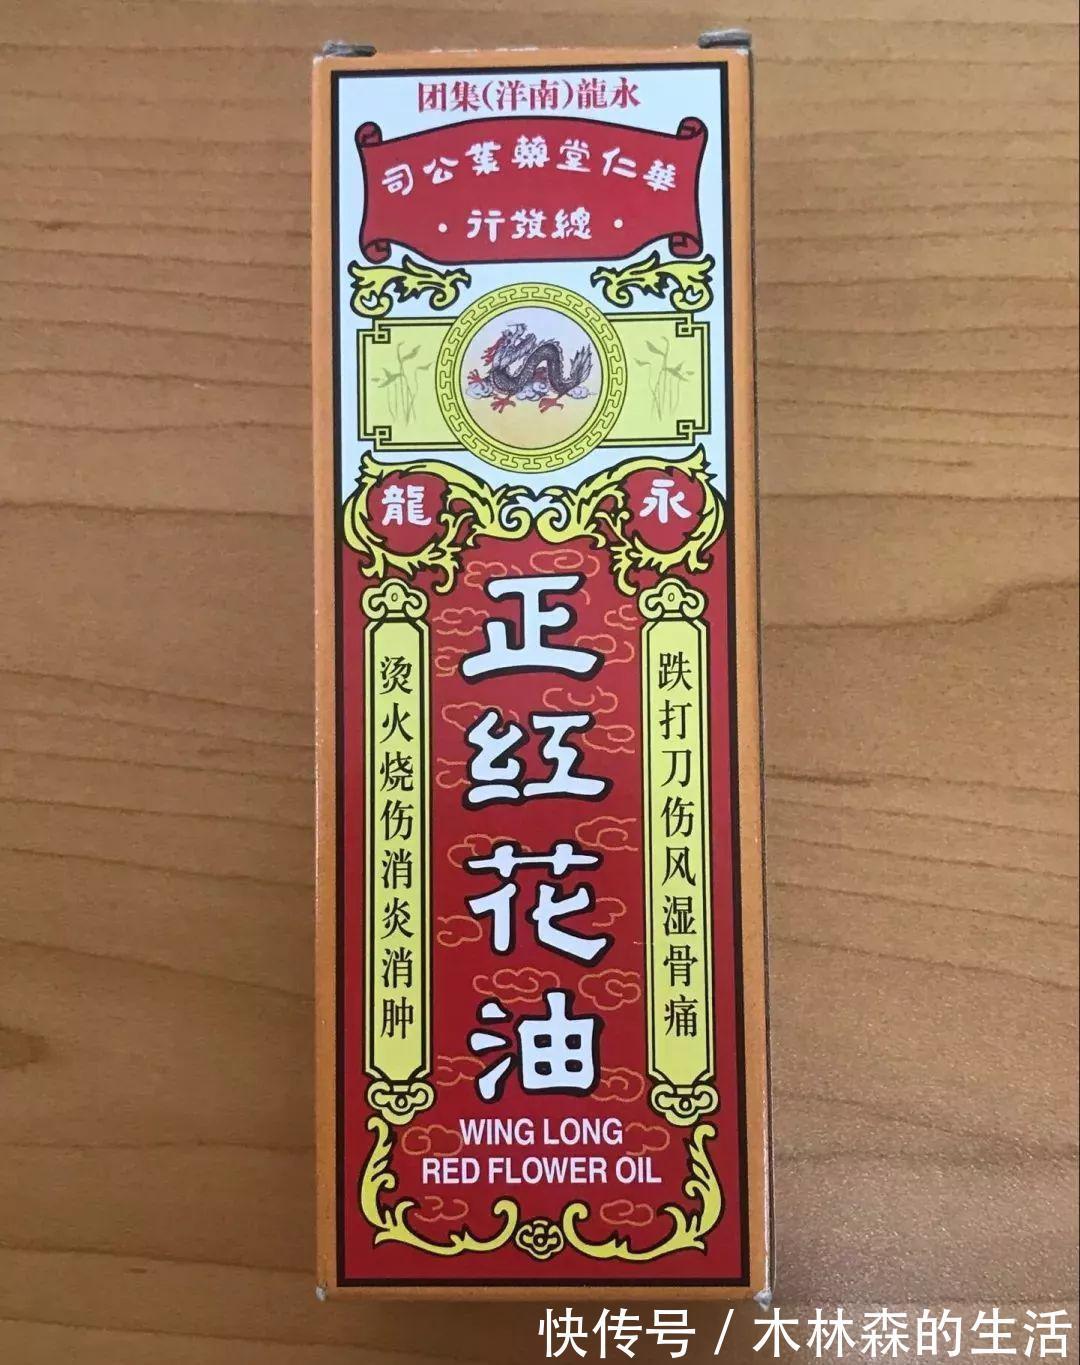 永龍(南洋)集团
華仁堂藥業公司
·總發行·
永龍
跌打刀伤风湿骨痛
正紅花油
烫火烧伤消炎消肿
WING LONG
RED FLOWER OIL
快传号 / 木林森的生活